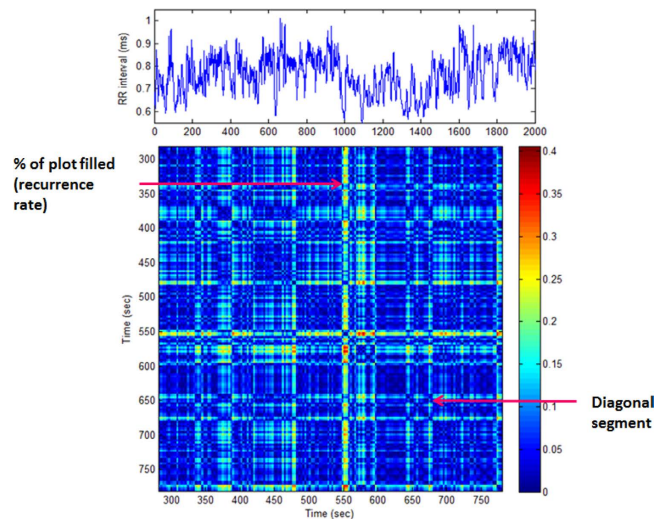 RR interval (ms)
1
0.9
0.8
0.7
0.6
0 200 400 600 800 1000 1200 1400 1600 1800 2000
% of plot filled
(recurrence
rate)
Time (sec)
300
350
400
450
500
550
600
650
700
750
300 350 400 450 500 550 600 650 700 750
Time (sec)
0.4
0.35
0.3
0.25
0.2
0.15
0.1
0.05
0
Diagonal
segment